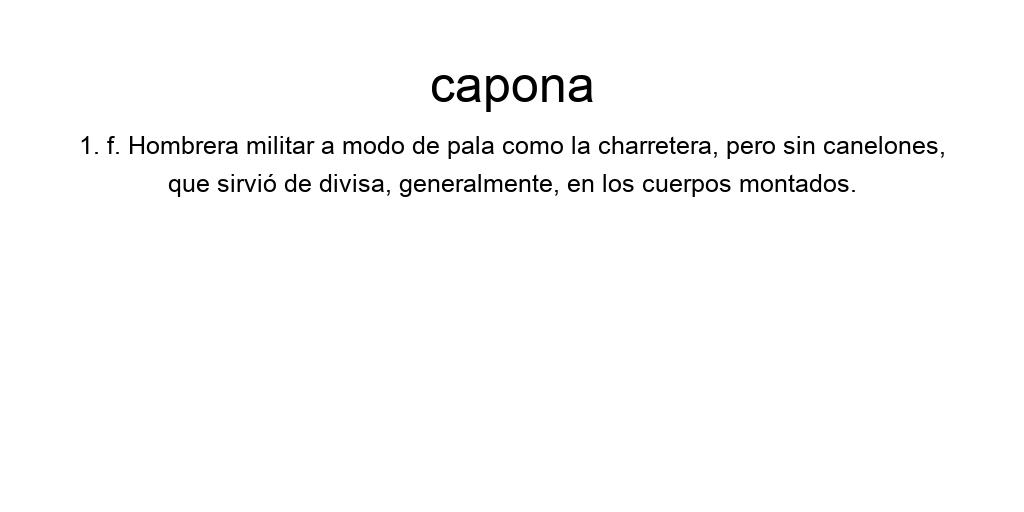 capona
1. f. Hombrera militar a modo de pala como la charretera, pero sin canelones,
que sirvió de divisa, generalmente, en los cuerpos montados.